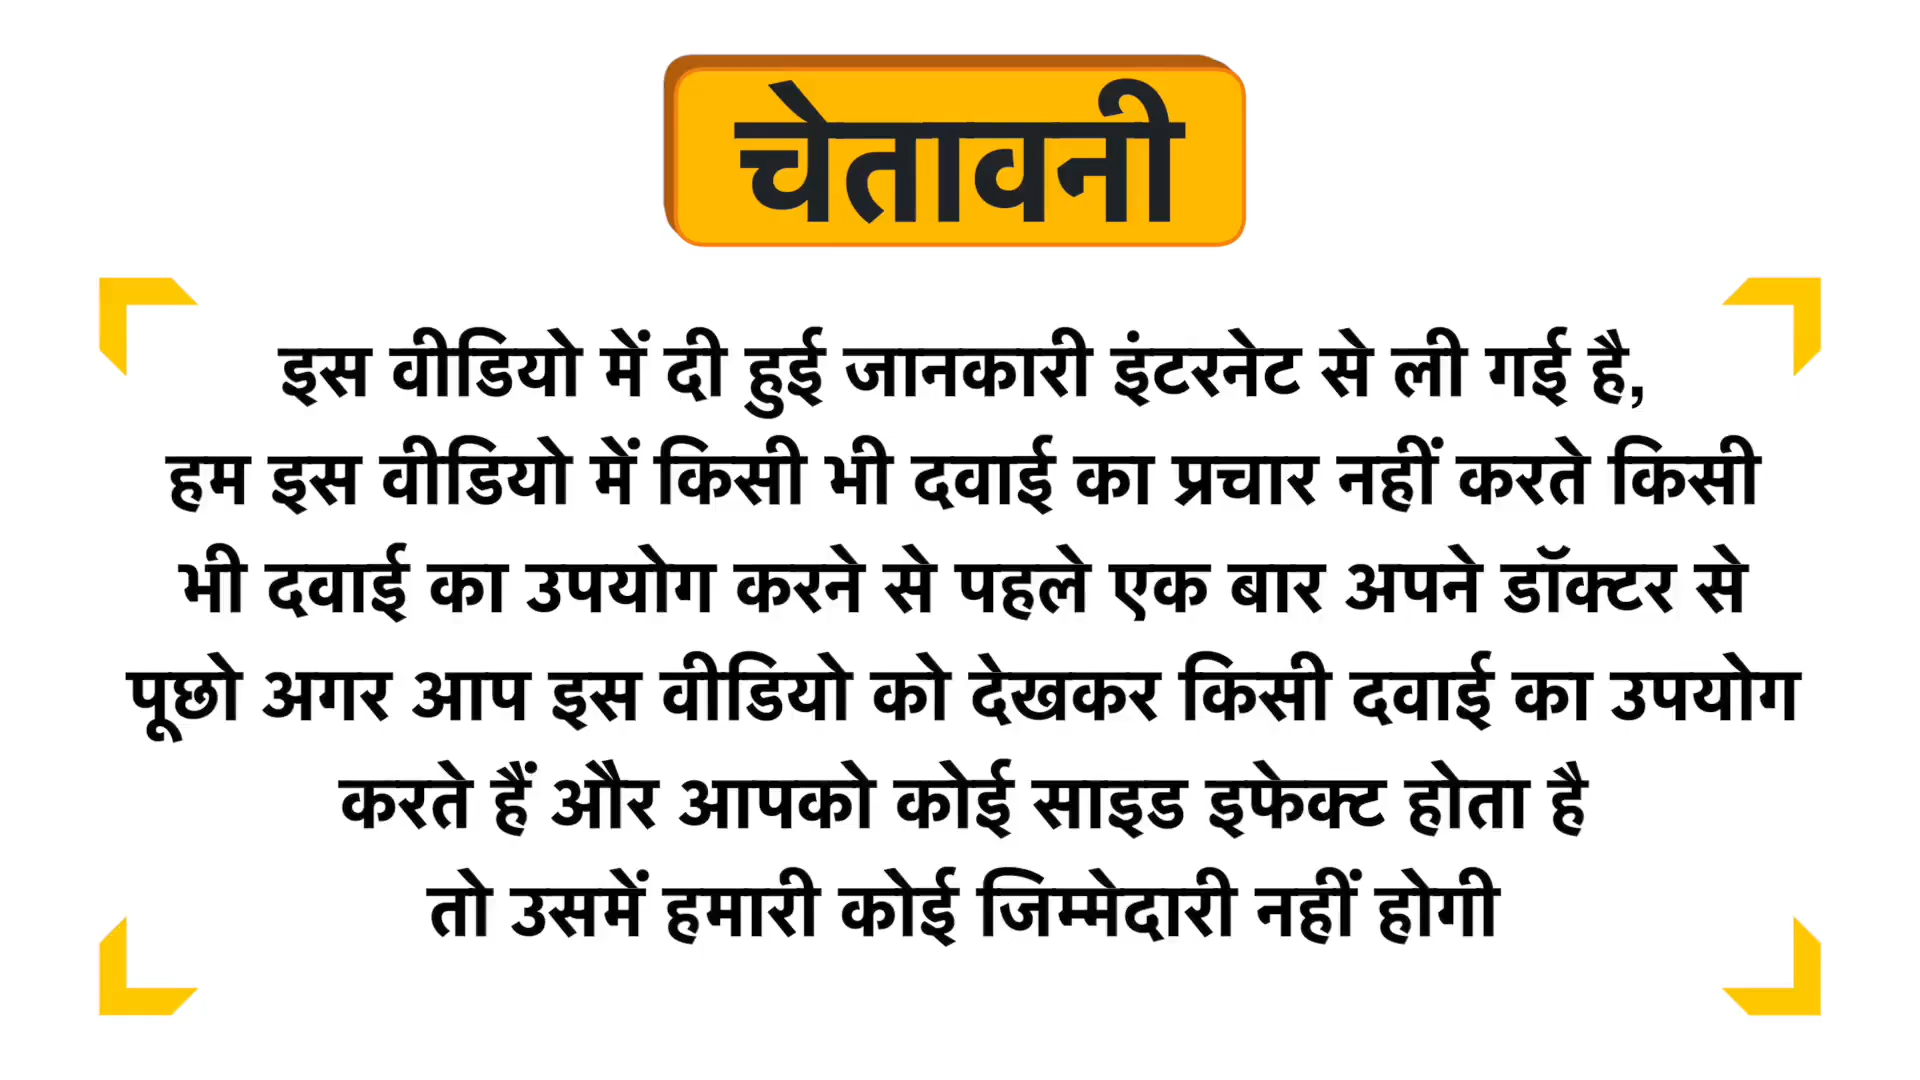 चेतावनी
इस वीडियो में दी हुई जानकारी इंटरनेट से ली गई है,
हम इस वीडियो में किसी भी दवाई का प्रचार नहीं करते किसी
भी दवाई का उपयोग करने से पहले एक बार अपने डॉक्टर से
पूछो अगर आप इस वीडियो को देखकर किसी दवाई का उपयोग
करते हैं और आपको कोई साइड इफेक्ट होता है
तो उसमें हमारी कोई जिम्मेदारी नहीं होगी